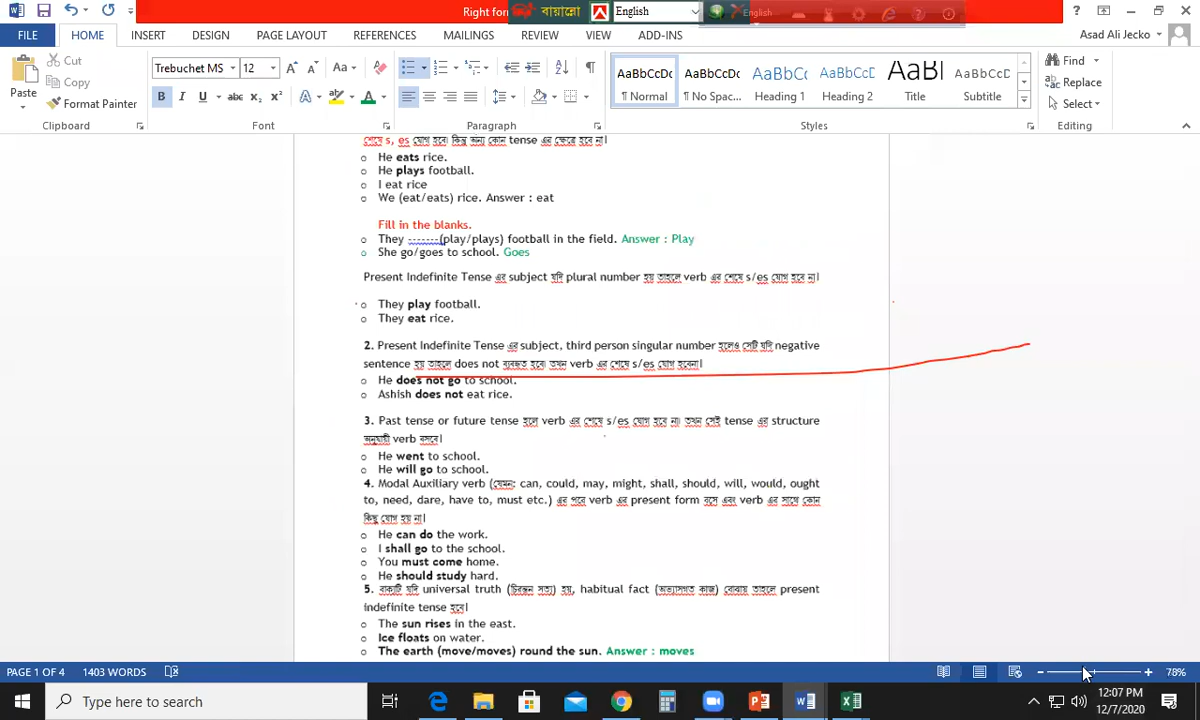 Right for
বায়ান্নো
English
English
?
FILE
HOME
INSERT
DESIGN
PAGE LAYOUT
REFERENCES
MAILINGS
REVIEW
VIEW
ADD-INS
Asad Ali Jecko
Cut
Copy
Format Painter
Paste
Trebuchet MS
12
Clipboard
Font
Paragraph
AaBbCcDc
¶ Normal
AaBbCcDc
¶ No Spac...
AaBbCc
Heading 1
AaBbCcC
Heading 2
Title
AaBbCcD
Subtitle
Styles
Find
Replace
Select
Editing
শেষে s, es যোগ হবে। কিন্তু অন্য কোন tense এর ক্ষেত্রে হবে না।
He eats rice.
He plays football.
I eat rice
We (eat/eats) rice. Answer : eat
Fill in the blanks.
They -------(play/plays) football in the field. Answer : Play
She go/goes to school. Goes
Present Indefinite Tense এর subject যদি plural number হয় তাহলে verb এর শেষে s/es যোগ হবে না।
They play football.
They eat rice.
2. Present Indefinite Tense এর subject, third person singular number হলেও সেটি যদি negative
sentence হয় তাহলে does not ব্যবহৃত হবে। তখন verb এর শেষে s/es যোগ হবেনা।
He does not go to school.
Ashish does not eat rice.
3. Past tense or future tense হলে verb এর শেষে s/es যোগ হবে না। তখন সেই tense এর structure
অনুযায়ী verb বসবে।
He went to school.
He will go to school.
4. Modal Auxiliary verb (যেমন: can, could, may, might, shall, should, will, would, ought
to, need, dare, have to, must etc.) এর পরে verb এর present form বসে এবং verb এর সাথে কোন
কিছু যোগ হয় না।
He can do the work.
I shall go to the school.
You must come home.
He should study hard.
5. বাক্যটি যদি universal truth (চিরন্তন সত্য) হয়, habitual fact (অভ্যাসগত কাজ) বোঝায় তাহলে present
indefinite tense হবে।
The sun rises in the east.
Ice floats on water.
The earth (move/moves) round the sun. Answer : moves
PAGE 1 OF 4
1403 WORDS
78%
Type here to search
12:07 PM
12/7/2020